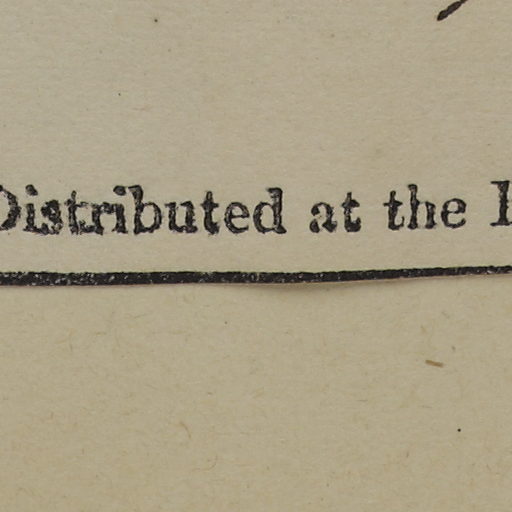 Distributed at the